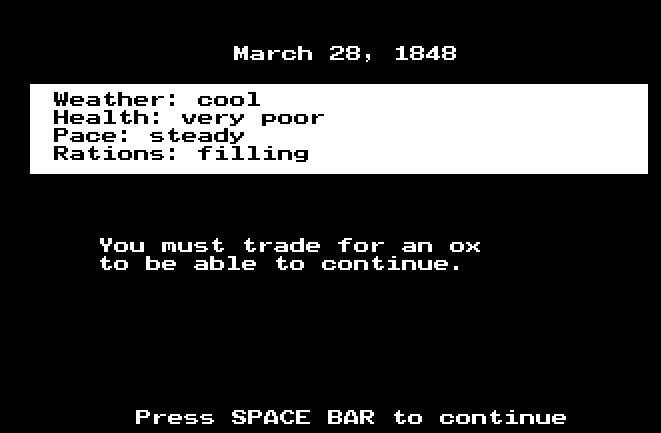 March 28, 1848
Weather: cool
Health: very poor
Pace: steady
Rations: filling
You must trade for an ox
to be able to continue.
Press SPACE BAR to continue